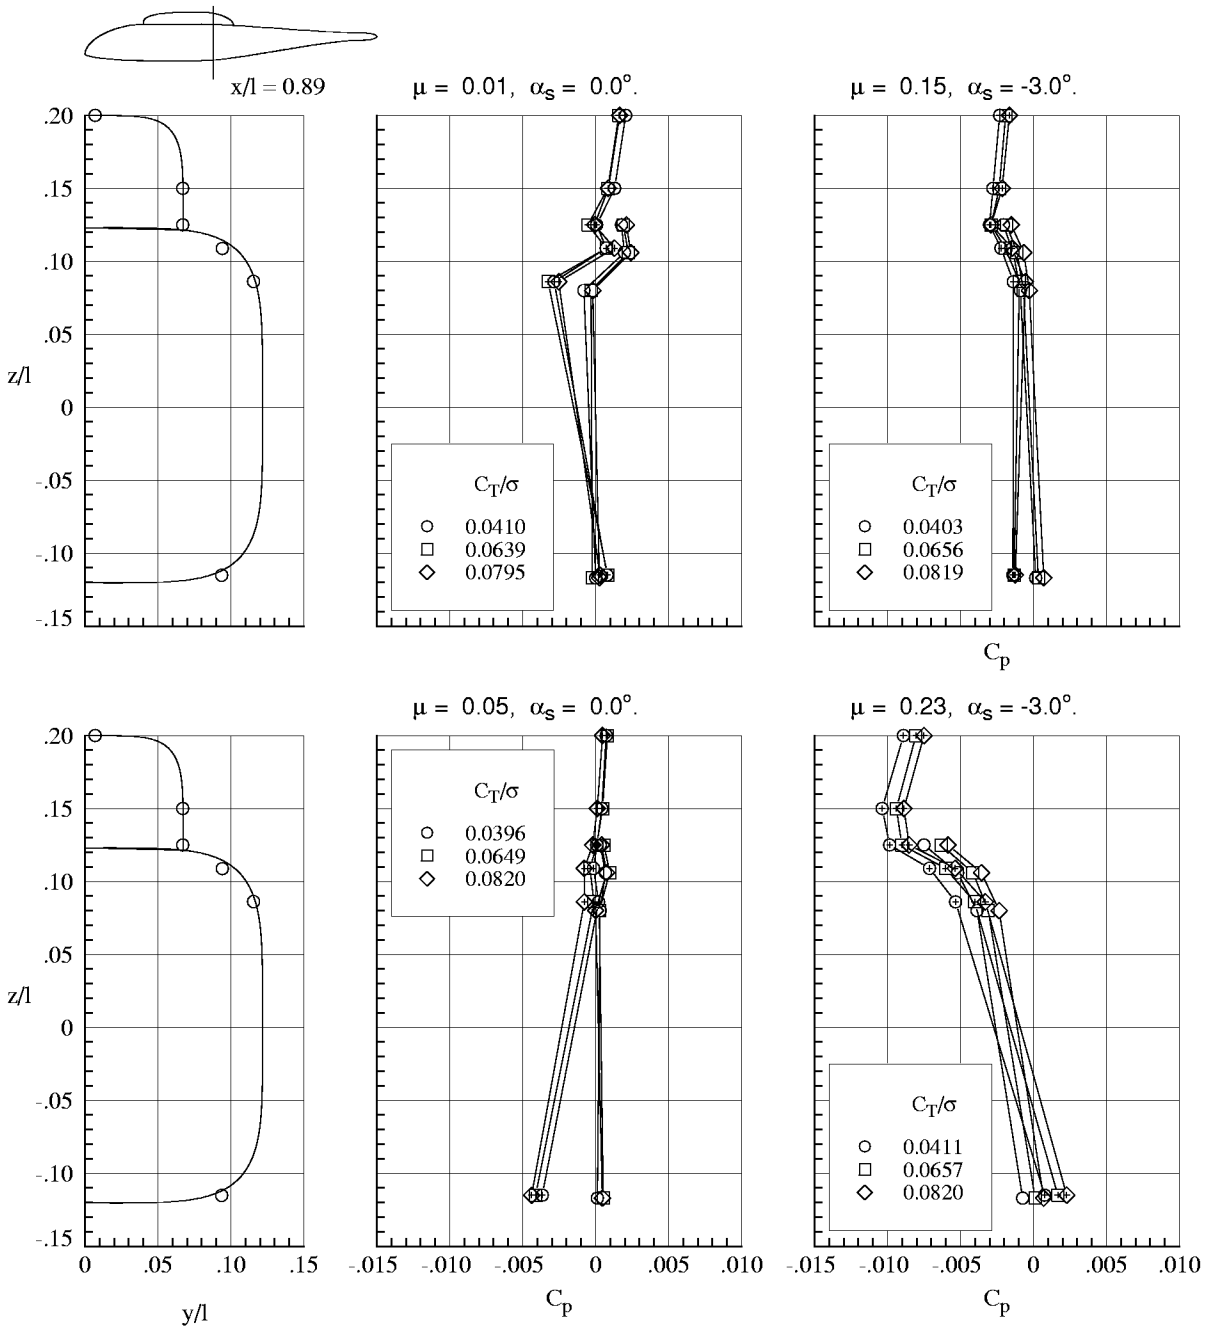 x/l = 0.89
μ = 0.01, αs = 0.0°.
μ = 0.15, αs = -3.0°.
.20
.15
.10
.05
z/l
0
-.05
-.10
-.15
CT/σ
0.0410
0.0639
0.0795
CT/σ
0.0403
0.0656
0.0819
Cp
μ = 0.05, αs = 0.0°.
μ = 0.23, αs = -3.0°.
.20
.15
.10
.05
z/l
0
-.05
-.10
-.15
CT/σ
0.0396
0.0649
0.0820
CT/σ
0.0411
0.0657
0.0820
0 .05 .10 .15
-.015 -.010 -.005 0 .005 .010
-.015 -.010 -.005 0 .005 .010
y/l
Cp
Cp